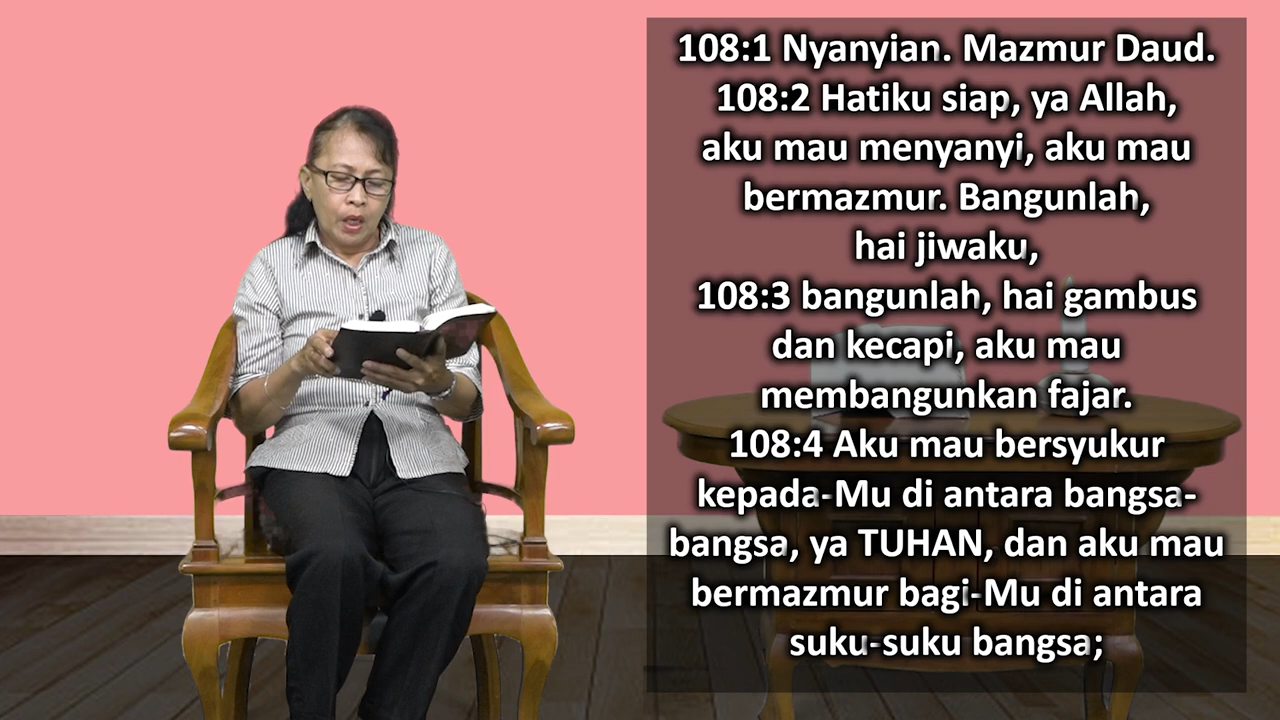 108:1 Nyanyian. Mazmur Daud.
108:2 Hatiku siap, ya Allah,
aku mau menyanyi, aku mau
bermazmur. Bangunlah,
hai jiwaku,
108:3 bangunlah, hai gambus
dan kecapi, aku mau
membangunkan fajar.
108:4 Aku mau bersyukur
kepada-Mu di antara bangsa-
bangsa, ya TUHAN, dan aku mau
bermazmur bagi-Mu di antara
suku-suku bangsa;